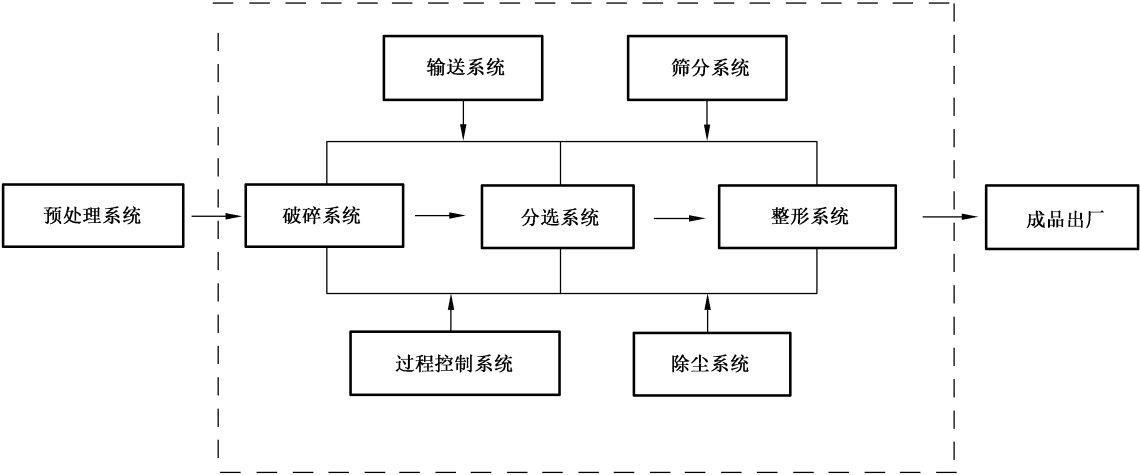 输送系统
筛分系统
预处理系统
破碎系统
分选系统
整形系统
成品出厂
过程控制系统
除尘系统